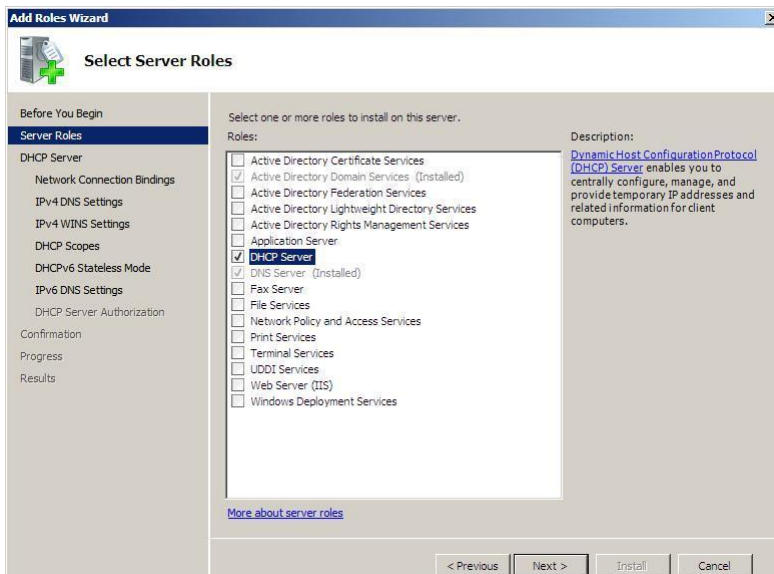 Add Roles Wizard
Select Server Roles
Before You Begin
Server Roles
DHCP Server
Network Connection Bindings
IPv4 DNS Settings
IPv4 WINS Settings
DHCP Scopes
DHCPv6 Stateless Mode
IPv6 DNS Settings
DHCP Server Authorization
Confirmation
Progress
Results
Select one or more roles to install on this server.
Roles:
Active Directory Certificate Services
Active Directory Domain Services (Installed)
Active Directory Federation Services
Active Directory Lightweight Directory Services
Active Directory Rights Management Services
Application Server
DHCP Server
DNS Server (Installed)
Fax Server
File Services
Network Policy and Access Services
Print Services
Terminal Services
UDDI Services
Web Server (IIS)
Windows Deployment Services
More about server roles
Description:
Dynamic Host Configuration Protocol
(DHCP) Server enables you to
centrally configure, manage, and
provide temporary IP addresses and
related information for client
computers.
< Previous
Next >
Install
Cancel